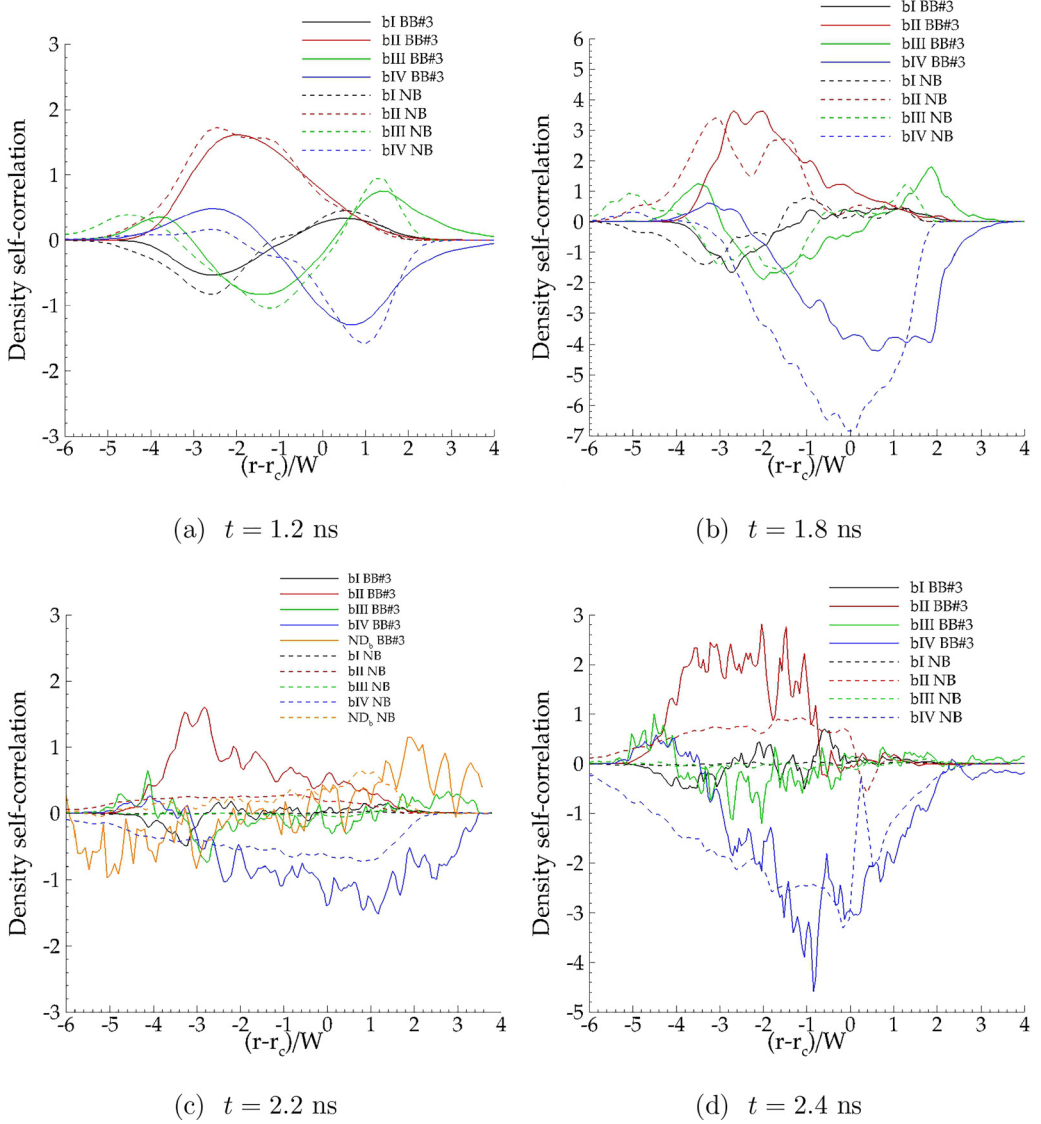 bI BB#3
bII BB#3
bIII BB#3
bIV BB#3
bI NB
bII NB
bIII NB
bIV NB
Density self-correlation
3
2
1
0
-1
-2
-3
-6 -5 -4 -3 -2 -1 0 1 2 3 4
(r-r_c)/W
(a) t = 1.2 ns
bI BB#3
bII BB#3
bIII BB#3
bIV BB#3
bI NB
bII NB
bIII NB
bIV NB
Density self-correlation
6
5
4
3
2
1
0
-1
-2
-3
-4
-5
-6
-7
-6 -5 -4 -3 -2 -1 0 1 2 3 4
(r-r_c)/W
(b) t = 1.8 ns
bI BB#3
bII BB#3
bIII BB#3
bIV BB#3
ND_b BB#3
bI NB
bII NB
bIII NB
bIV NB
ND_b NB
Density self-correlation
3
2
1
0
-1
-2
-3
-6 -5 -4 -3 -2 -1 0 1 2 3 4
(r-r_c)/W
(c) t = 2.2 ns
bI BB#3
bII BB#3
bIII BB#3
bIV BB#3
bI NB
bII NB
bIII NB
bIV NB
Density self-correlation
3
2
1
0
-1
-2
-3
-4
-5
-6 -5 -4 -3 -2 -1 0 1 2 3 4
(r-r_c)/W
(d) t = 2.4 ns